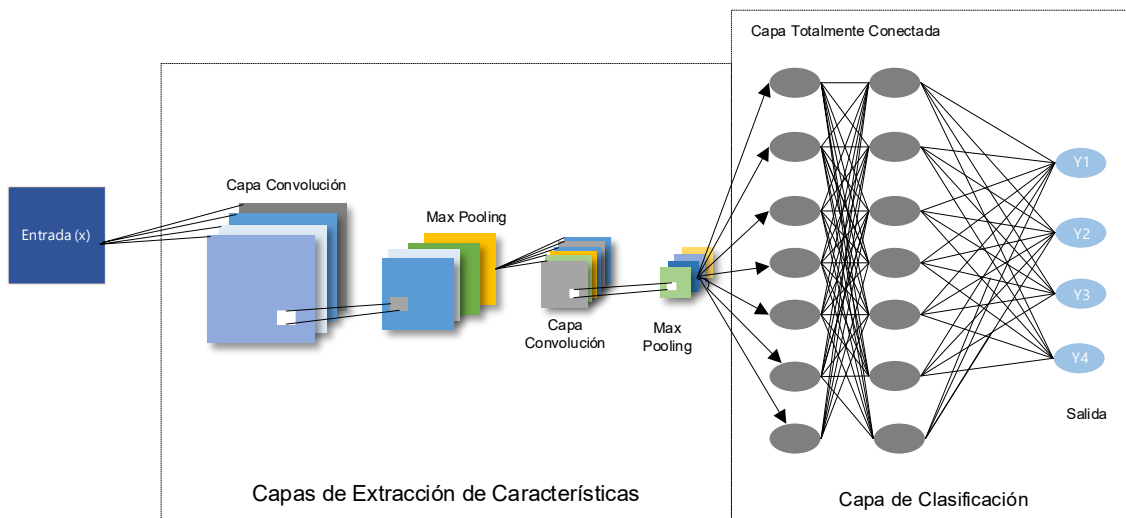 Capa Totalmente Conectada
Entrada (x)
Capa Convolución
Max Pooling
Capa
Convolución
Max
Pooling
Y1
Y2
Y3
Y4
Salida
Capas de Extracción de Características
Capa de Clasificación